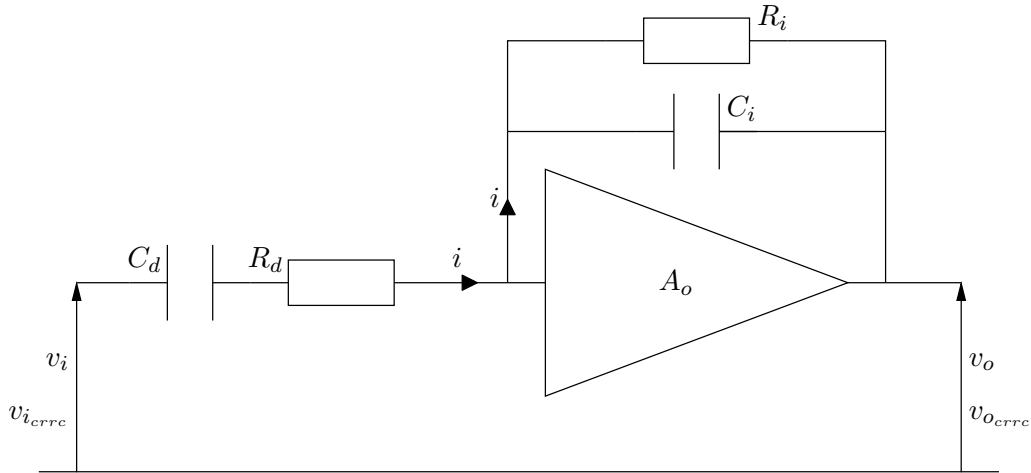 R_i
C_i
i
C_d
R_d
i
A_o
v_i
v_o
v_{i_{crrc}}
v_{o_{crrc}}